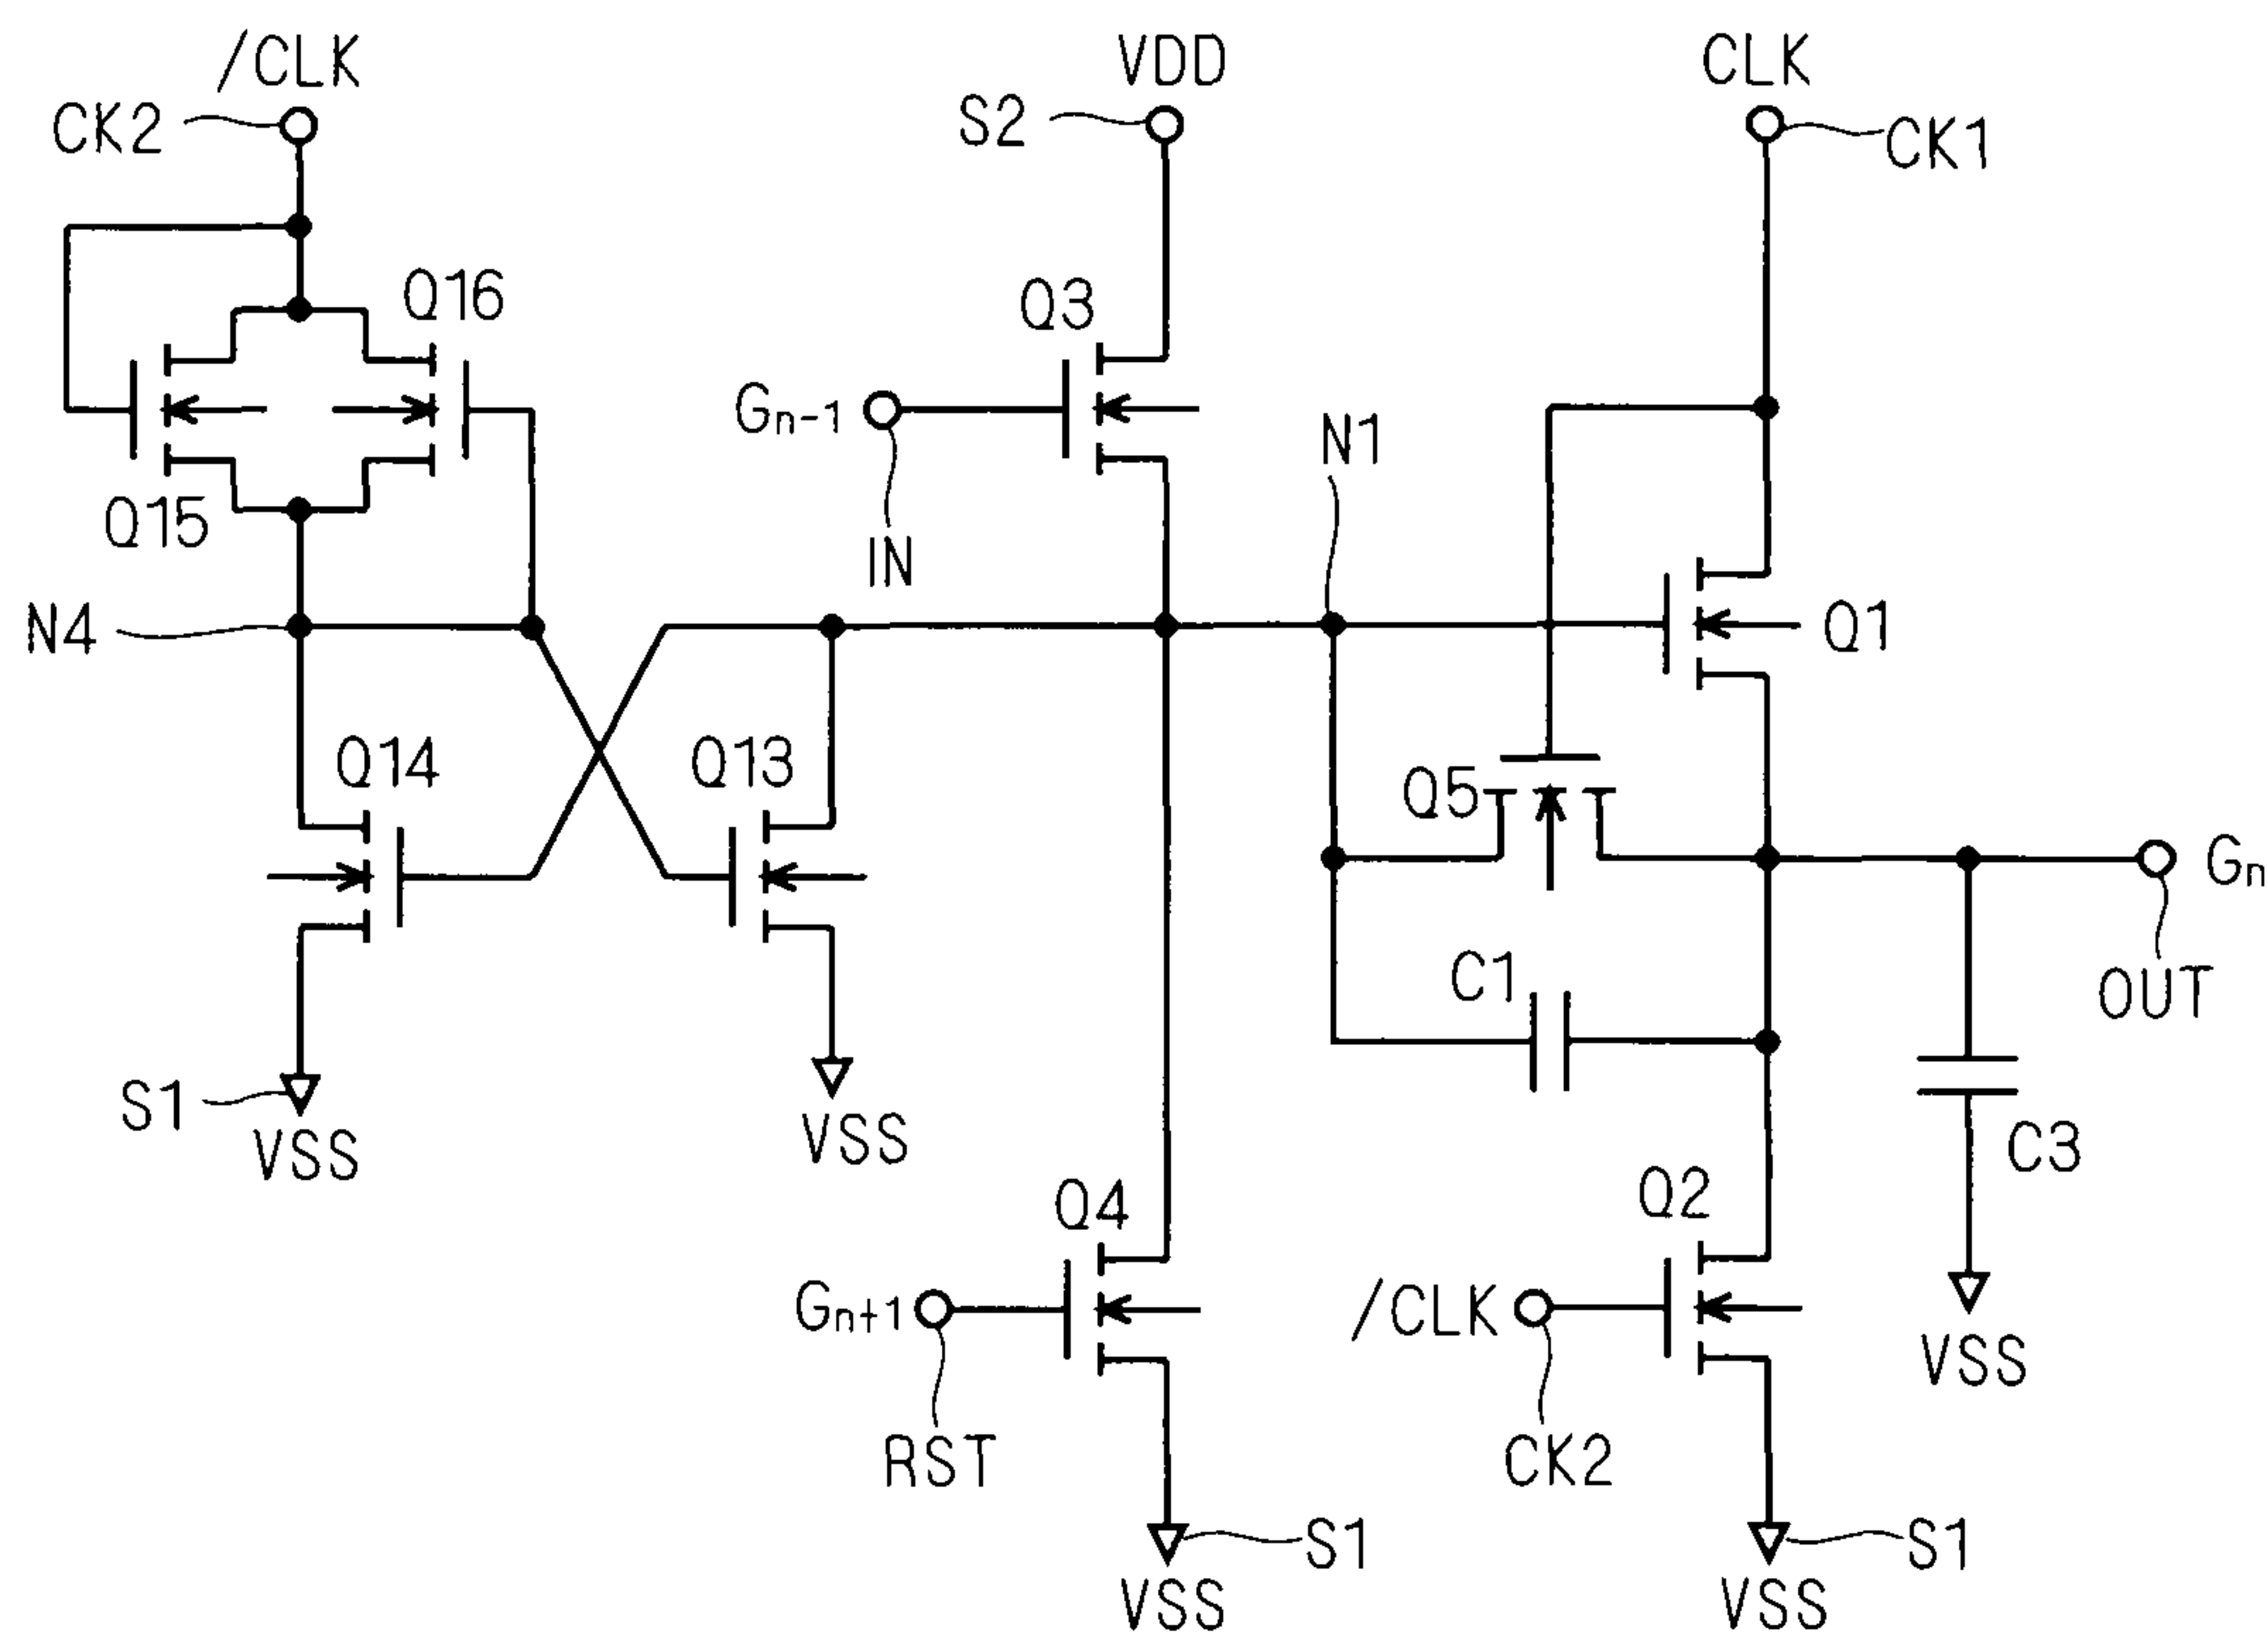 /CLK
VDD
CLK
CK2
S2
CK1
Q16
Q3
Gn-1
N1
Q15
IN
N4
Q1
Q14
Q13
Q5
Gn
C1
OUT
S1
VSS
VSS
C3
Q4
Q2
Gn+1
/CLK
VSS
RST
CK2
S1
S1
VSS
VSS